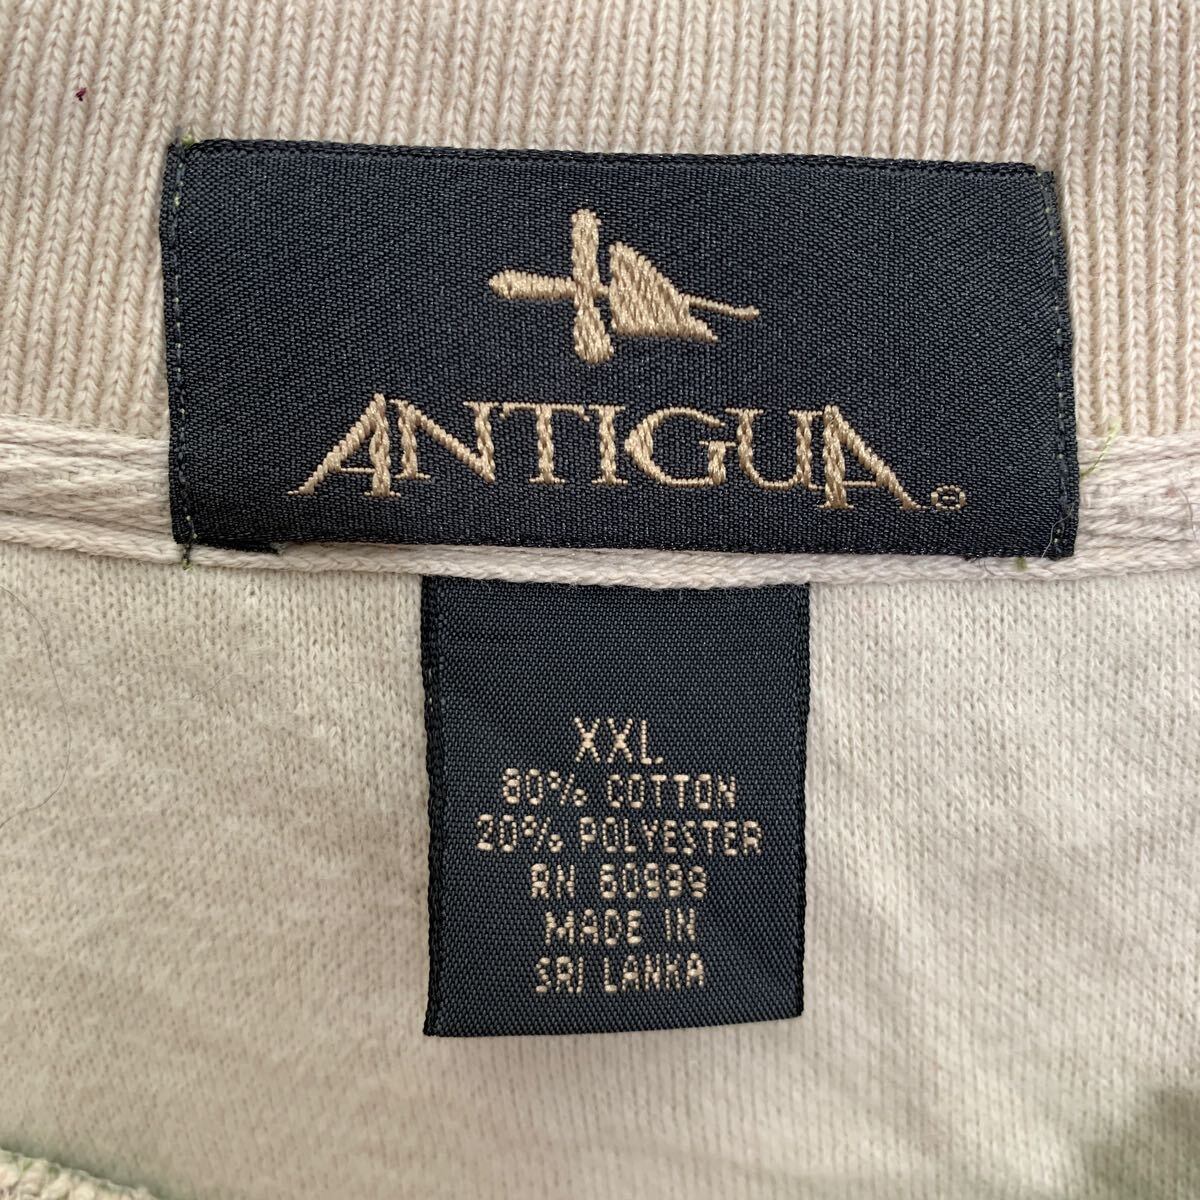 ANTIGUA®
XXL
80% COTTON
20% POLYESTER
RN 60999
MADE IN
SRI LANKA